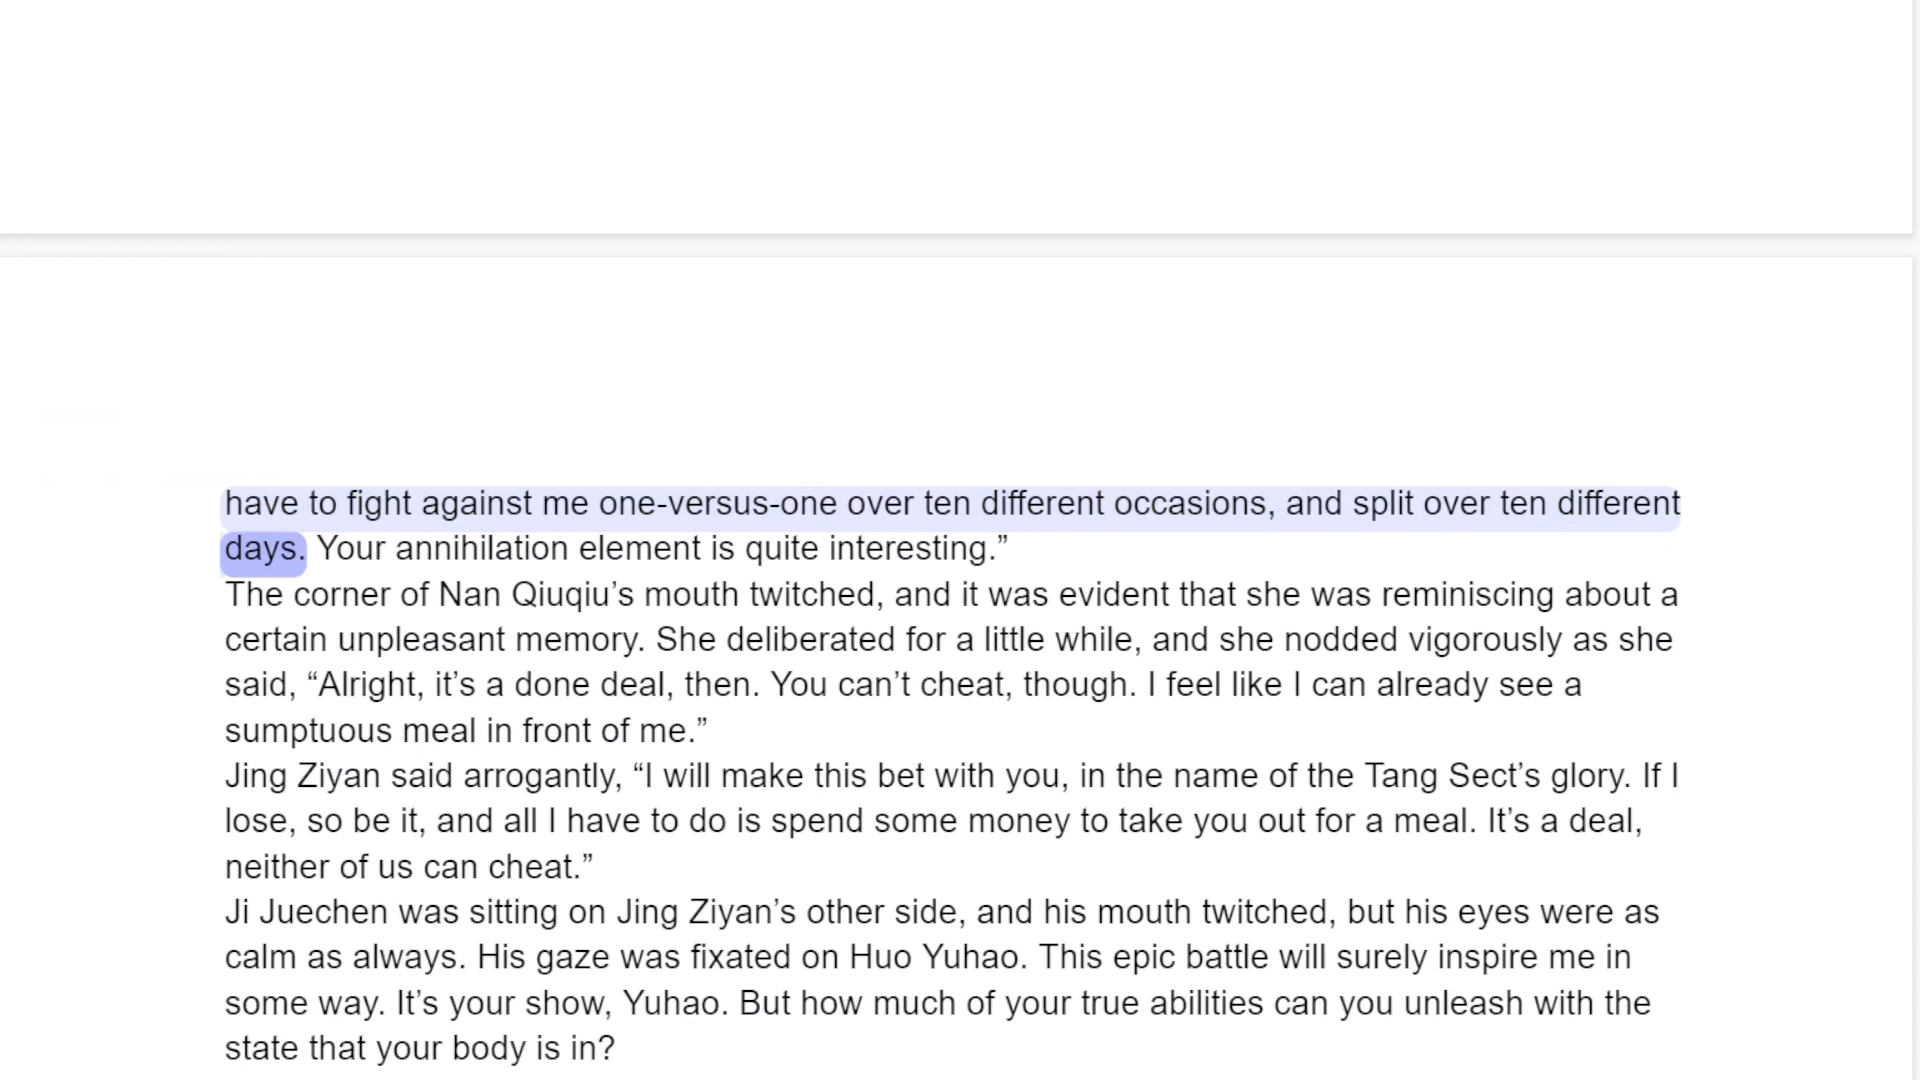 have to fight against me one-versus-one over ten different occasions, and split over ten different
days. Your annihilation element is quite interesting.”
The corner of Nan Qiuqiu’s mouth twitched, and it was evident that she was reminiscing about a
certain unpleasant memory. She deliberated for a little while, and she nodded vigorously as she
said, “Alright, it’s a done deal, then. You can’t cheat, though. I feel like I can already see a
sumptuous meal in front of me.”
Jing Ziyan said arrogantly, “I will make this bet with you, in the name of the Tang Sect’s glory. If I
lose, so be it, and all I have to do is spend some money to take you out for a meal. It’s a deal,
neither of us can cheat.”
Ji Juechen was sitting on Jing Ziyan’s other side, and his mouth twitched, but his eyes were as
calm as always. His gaze was fixated on Huo Yuhao. This epic battle will surely inspire me in
some way. It’s your show, Yuhao. But how much of your true abilities can you unleash with the
state that your body is in?